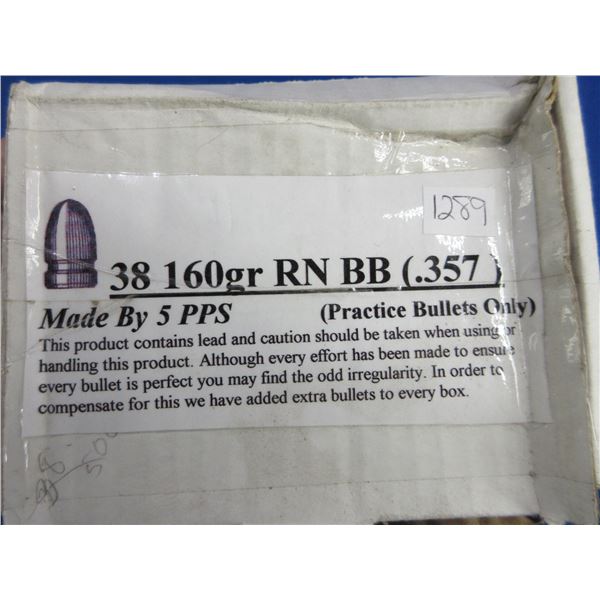 1289
38 160gr RN BB (.357 )
Made By 5 PPS (Practice Bullets Only)
This product contains lead and caution should be taken when using or
handling this product. Although every effort has been made to ensure
every bullet is perfect you may find the odd irregularity. In order to
compensate for this we have added extra bullets to every box.
38
500